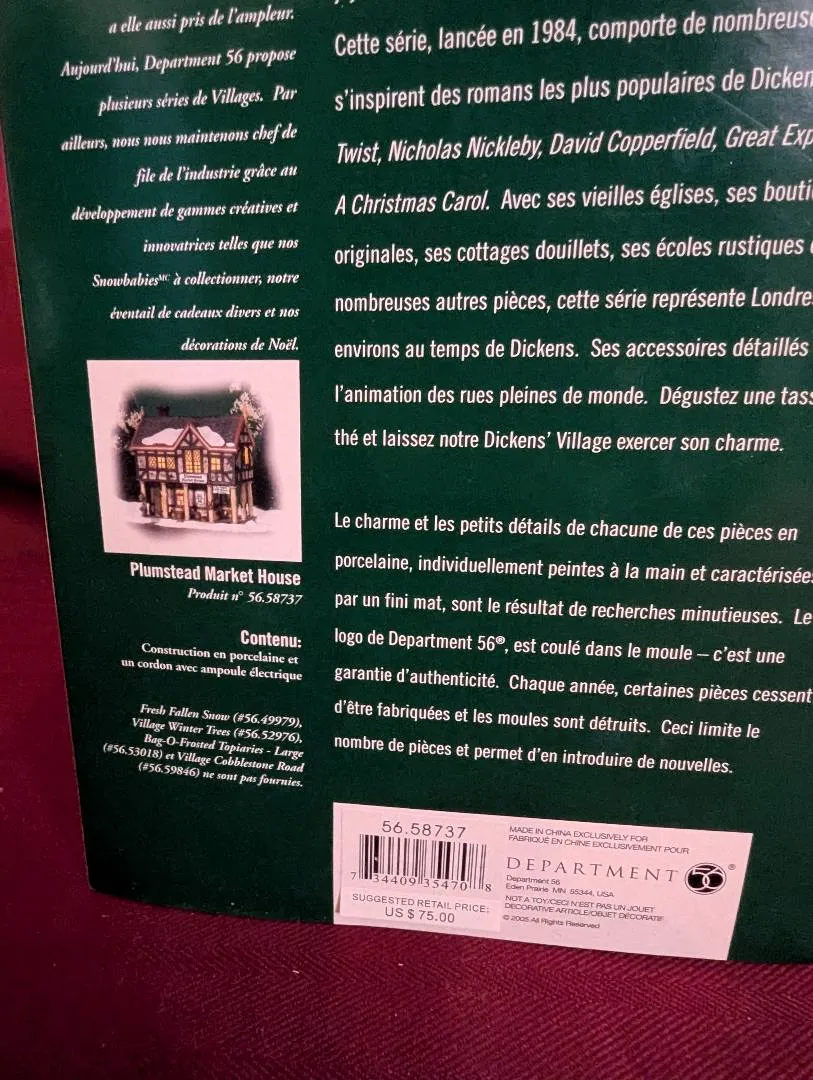 a elle aussi pris de l'ampleur.
Aujourd'hui, Department 56 propose
plusieurs séries de Villages. Par
ailleurs, nous nous maintenons chef de
file de l'industrie grâce au
développement de gammes créatives et
innovatrices telles que nos
Snowbabies MC à collectionner, notre
éventail de cadeaux divers et nos
décorations de Noël.
Plumstead Market House
Produit n° 56.58737
Contenu:
Construction en porcelaine et
un cordon avec ampoule électrique
Fresh Fallen Snow (#56.49979),
Village Winter Trees (#56.52976),
Bag-O-Frosted Topiaries - Large
(#56.53018) et Village Cobblestone Road
(#56.59846) ne sont pas fournies.
Cette série, lancée en 1984, comporte de nombreus
s'inspirent des romans les plus populaires de Dicken
Twist, Nicholas Nickleby, David Copperfield, Great Exp
A Christmas Carol. Avec ses vieilles églises, ses bouti
originales, ses cottages douillets, ses écoles rustiques
nombreuses autres pièces, cette série représente Londre
environs au temps de Dickens. Ses accessoires détaillés
l'animation des rues pleines de monde. Dégustez une tass
thé et laissez notre Dickens' Village exercer son charme.
Le charme et les petits détails de chacune de ces pièces en
porcelaine, individuellement peintes à la main et caractérisée
par un fini mat, sont le résultat de recherches minutieuses. Le
logo de Department 56®, est coulé dans le moule – c'est une
garantie d'authenticité. Chaque année, certaines pièces cessent
d'être fabriquées et les moules sont détruits. Ceci limite le
nombre de pièces et permet d'en introduire de nouvelles.
56.58737
7 34409 35470 8
SUGGESTED RETAIL PRICE:
US $ 75.00
MADE IN CHINA EXCLUSIVELY FOR
FABRIQUÉ EN CHINE EXCLUSIVEMENT POUR
DEPARTMENT 56®
Department 56
Eden Prairie MN 55344, USA
NOT A TOY/CECI N'EST PAS UN JOUET
DECORATIVE ARTICLE/OBJET DÉCORATIF
© 2005 All Rights Reserved